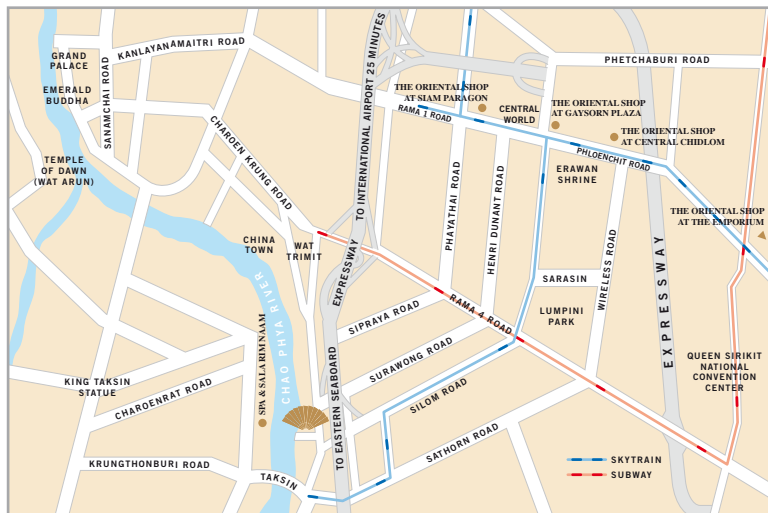 GRAND
PALACE
KANLAYANAMAITRI ROAD
EMERALD
BUDDHA
SANAMCHAI ROAD
TEMPLE
OF DAWN
(WAT ARUN)
CHAROEN KRUNG ROAD
CHINA
TOWN
WAT
TRIMIT
CHAO PHYA RIVER
SPA & SALA RIM NAAM
KING TAKSIN
STATUE
CHAROENRAT ROAD
KRUNGTHONBURI ROAD
TAKSIN
TO EASTERN SEABOARD
EXPRESSWAY
TO INTERNATIONAL AIRPORT 25 MINUTES
THE ORIENTAL SHOP
AT SIAM PARAGON
RAMA I ROAD
CENTRAL
WORLD
PHETCHABURI ROAD
THE ORIENTAL SHOP
AT GAYSORN PLAZA
THE ORIENTAL SHOP
AT CENTRAL CHIDLOM
PHLOENCHIT ROAD
ERAWAN
SHRINE
PHAYATHAI ROAD
HENRI DUNANT ROAD
WIRELESS ROAD
THE ORIENTAL SHOP
AT THE EMPORIUM
EXPRESSWAY
SARASIN
LUMPINI
PARK
RAMA 4 ROAD
SIPRAYA ROAD
SURAWONG ROAD
SILOM ROAD
SATHORN ROAD
QUEEN SIRIKIT
NATIONAL
CONVENTION
CENTER
SKYTRAIN
SUBWAY